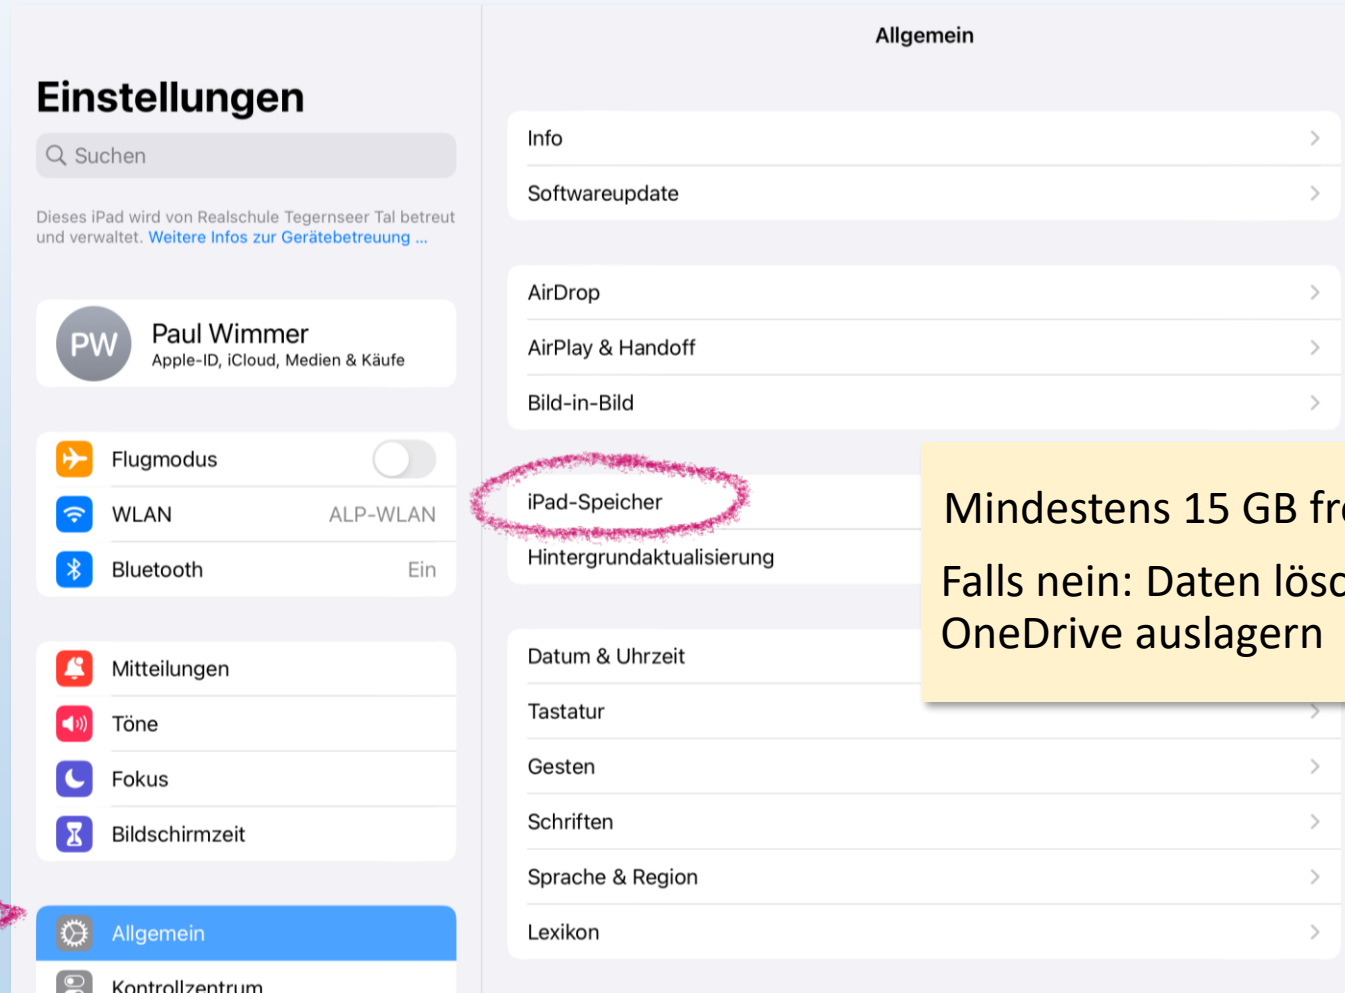 Einstellungen
Suchen
Dieses iPad wird von Realschule Tegernseer Tal betreut
und verwaltet. Weitere Infos zur Gerätebetreuung ...
PW
Paul Wimmer
Apple-ID, iCloud, Medien & Käufe
Flugmodus
WLAN ALP-WLAN
Bluetooth Ein
Mitteilungen
Töne
Fokus
Bildschirmzeit
Allgemein
Kontrollzentrum
Allgemein
Info
Softwareupdate
AirDrop
AirPlay & Handoff
Bild-in-Bild
iPad-Speicher
Hintergrundaktualisierung
Datum & Uhrzeit
Tastatur
Gesten
Schriften
Sprache & Region
Lexikon
Mindestens 15 GB
Falls nein: Daten
OneDrive auslagern